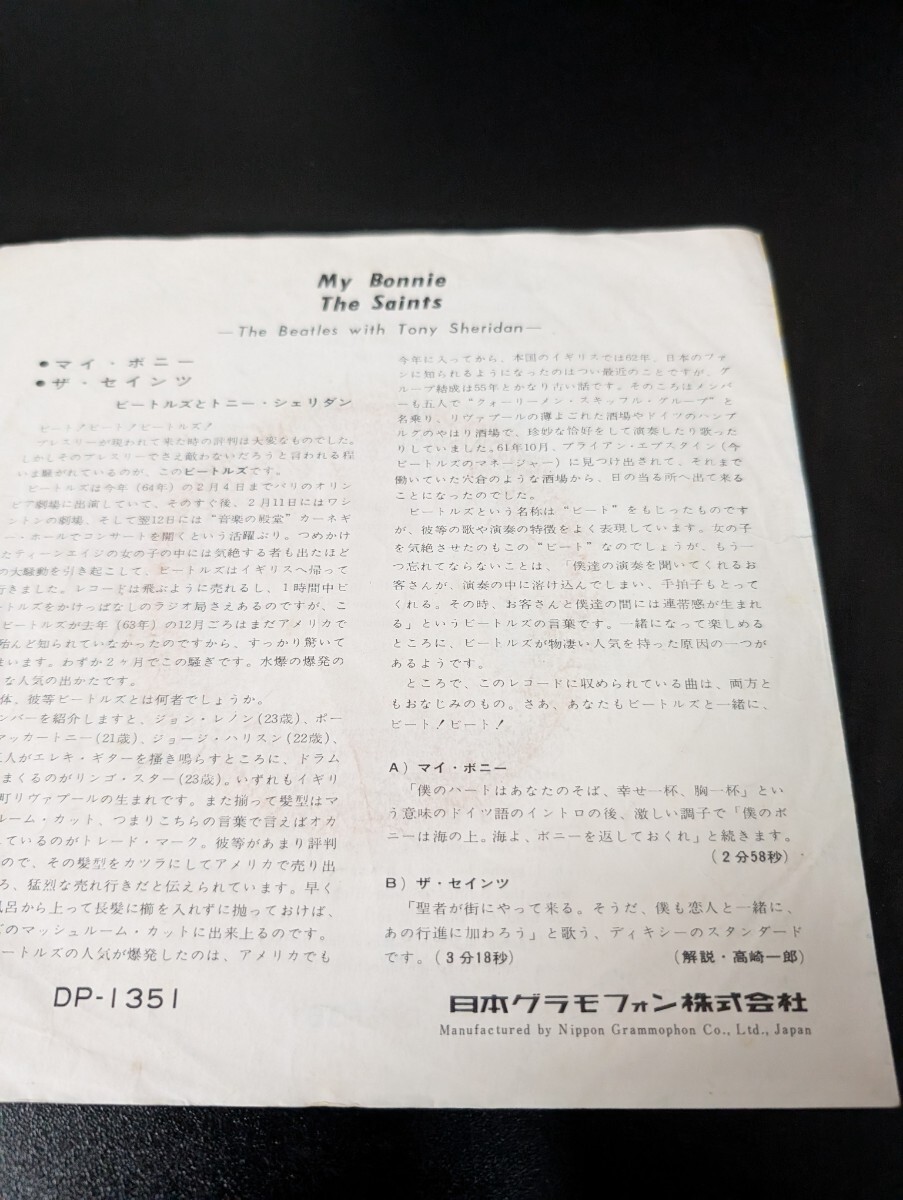 My Bonnie
The Saints
—The Beatles with Tony Sheridan—
●マイ・ボニー
●ザ・セインツ
ビートルズとトニー・シェリダン
ビート!ビート!ビートルズ!
プレスリーが現われて来た時の評判は大変なものでした。
しかしそのプレスリーでさえ敵わないだろうと言われる程
いま騒がれているのが、このビートルズです。
ビートルズは今年(64年)の2月4日までパリのオリン
ピア劇場に出演していて、そのすぐ後、2月11日にはワシ
ントンの劇場、そして翌12日には"音楽の殿堂"カーネギ
ー・ホールでコンサートを開くという活躍ぶり。つめかけ
たティーンエイジの女の子の中には気絶する者も出たほど
の大騒動を引き起こして、ビートルズはイギリスへ帰って
行きました。レコードは飛ぶように売れるし、1時間中ビ
ートルズをかけっぱなしのラジオ局さえあるのですが、こ
ビートルズが去年(63年)の12月ごろはまだアメリカで
殆んど知られていなかったのですから、すっかり驚いて
まいます。わずか2ヶ月でこの騒ぎです。水爆の爆発の
な人気の出かたです。
体、彼等ビートルズとは何者でしょうか。
ンバーを紹介しますと、ジョン・レノン(23歳)、ポー
マッカートニー(21歳)、ジョージ・ハリスン(22歳)、
人がエレキ・ギターを掻き鳴らすところに、ドラム
まくるのがリンゴ・スター(23歳)。いずれもイギリ
町リヴァプールの生まれです。また揃って髪型はマ
ルーム・カット、つまりこちらの言葉で言えばオカ
しているのがトレード・マーク。彼等があまり評判
ので、その髪型をカツラにしてアメリカで売り出
ろ、猛烈な売れ行きだと伝えられています。早く
呂から上って長髪に櫛を入れずに抛っておけば、
のマッシュルーム・カットに出来上るのです。
ートルズの人気が爆発したのは、アメリカでも
今年に入ってから、本国のイギリスでは62年、日本のファ
ンに知られるようになったのはつい最近のことですが、グ
ループ結成は55年とかなり古い話です。そのころはメンバ
ーも五人で"クォーリーメン・スキッフル・グループ"と
名乗り、リヴァプールの薄よごれた酒場やドイツのハンブ
ルグのやはり酒場で、珍妙な恰好をして演奏したり歌った
りしていました。61年10月、ブライアン・エプスタイン(今
ビートルズのマネージャー)に見つけ出されて、それまで
働いていた穴倉のような酒場から、日の当る所へ出て来る
ことになったのでした。
ビートルズという名称は"ビート"をもじったものです
が、彼等の歌や演奏の特徴をよく表現しています。女の子
を気絶させたのもこの"ビート"なのでしょうが、もう一
つ忘れてならないことは、「僕達の演奏を聞いてくれるお
客さんが、演奏の中に溶け込んでしまい、手拍子もとって
くれる。その時、お客さんと僕達の間には連帯感が生まれ
る」というビートルズの言葉です。一緒になって楽しめる
ところに、ビートルズが物凄い人気を持った原因の一つが
あるようです。
ところで、このレコードに収められている曲は、両方と
もおなじみのもの。さあ、あなたもビートルズと一緒に、
ビート!ビート!
A)マイ・ボニー
「僕のハートはあなたのそば、幸せ一杯、胸一杯」とい
う意味のドイツ語のイントロの後、激しい調子で「僕のボ
ニーは海の上。海よ、ボニーを返しておくれ」と続きます。
(2分58秒)
B)ザ・セインツ
「聖者が街にやって来る。そうだ、僕も恋人と一緒に、
あの行進に加わろう」と歌う、ディキシーのスタンダード
です。(3分18秒) (解説・高崎一郎)
DP-1351
日本グラモフォン株式会社
Manufactured by Nippon Grammophon Co., Ltd., Japan